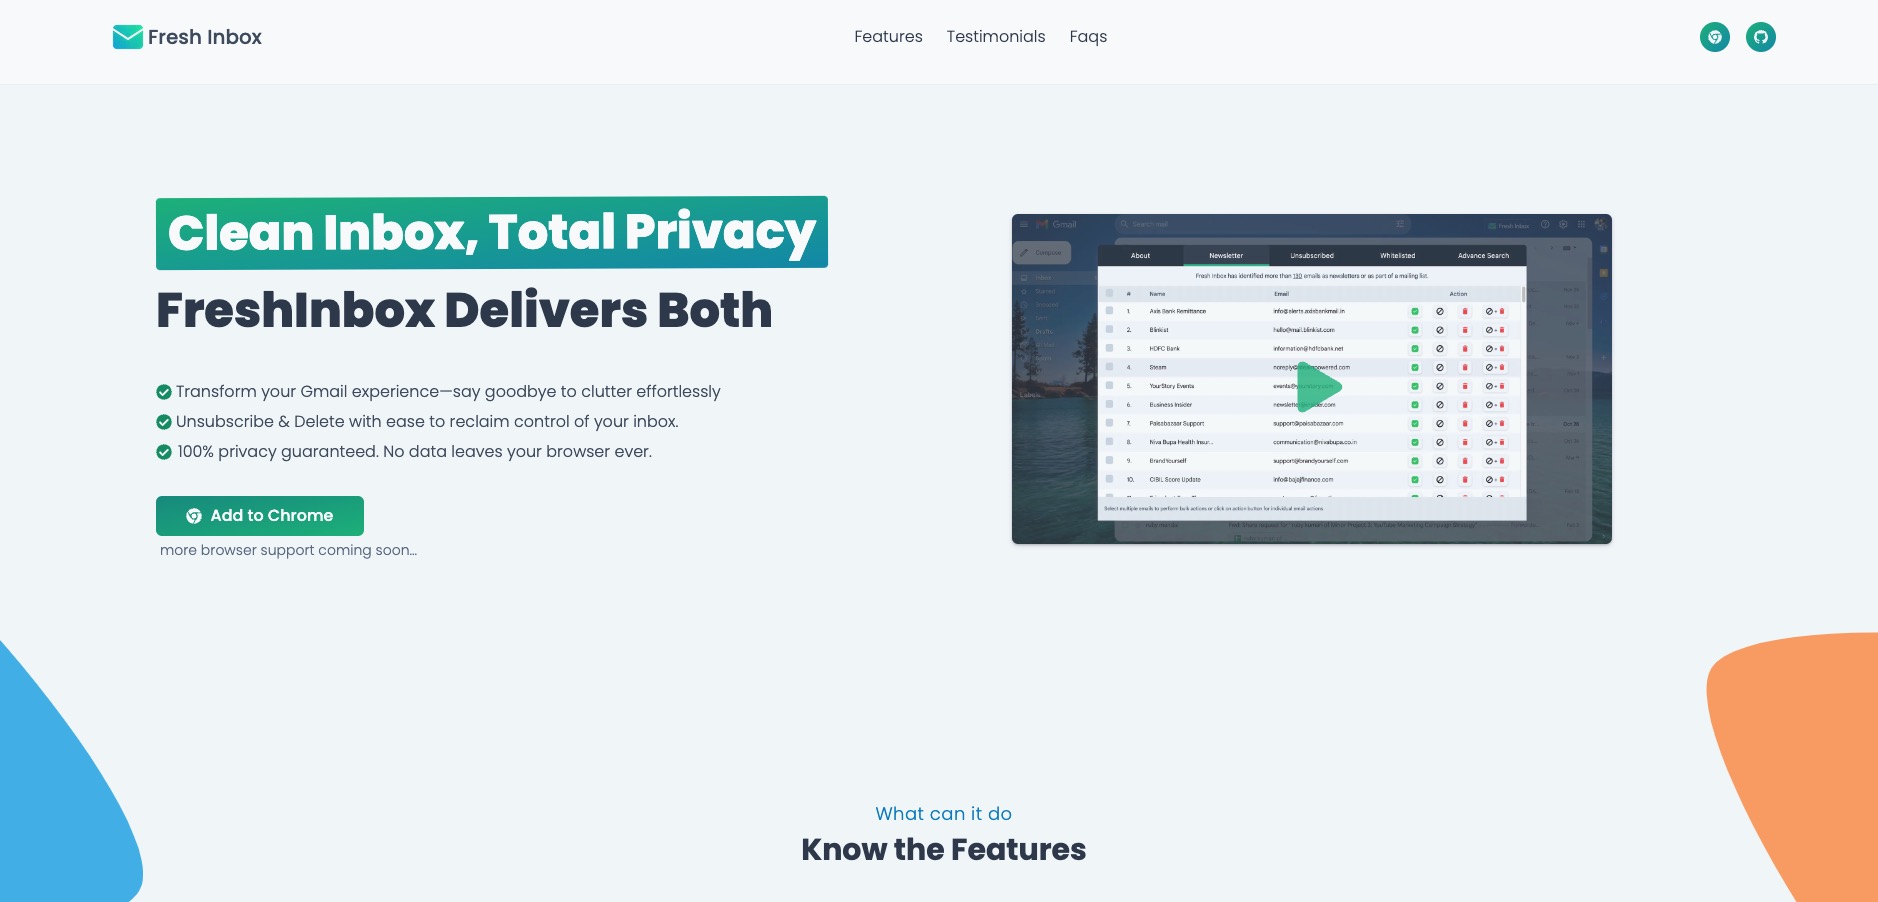 Fresh Inbox
Features Testimonials Faqs
Clean Inbox, Total Privacy
FreshInbox Delivers Both
Transform your Gmail experience—say goodbye to clutter effortlessly
Unsubscribe & Delete with ease to reclaim control of your inbox.
100% privacy guaranteed. No data leaves your browser ever.
Add to Chrome
more browser support coming soon...
Gmail Search mail Fresh Inbox
Compose
About Newsletter Unsubscribed Whitelisted Advance Search
Fresh Inbox has identified more than 130 emails as newsletters or as part of a mailing list.
# Name Email Action
1. Axis Bank Remittance info@alerts.axisbankmail.in
2. Blinkist hello@mail.blinkist.com
3. HDFC Bank information@hdfcbank.net
4. Steam
5. YourStory Events
6. Business Insider
7. Paisabazaar Support support@paisabazaar.com
8. Niva Bupa Health Insur... communication@nivabupa.co.in
9. BrandYourself support@brandyourself.com
10. CIBIL Score Update info@bajajfinance.com
Select multiple emails to perform bulk actions or click on action button for individual email actions.
What can it do
Know the Features